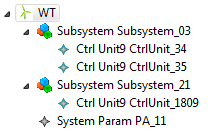 WT
Subsystem Subsystem_03
Ctrl Unit9 CtrlUnit_34
Ctrl Unit9 CtrlUnit_35
Subsystem Subsystem_21
Ctrl Unit9 CtrlUnit_1809
System Param PA_11